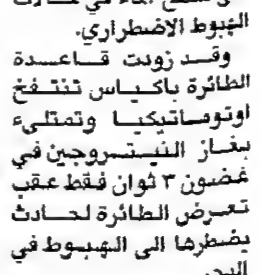 الهبوط الاضطراري.
وقد زودت قاعدة
الطائرة باكياس تنتفخ
اوتوماتيكيا وتمتلىء
بغاز النيتروجين في
غضون ٣ ثوان فقط عقب
تعرض الطائرة لحادث
يضطرها الى الهبوط في
البحر